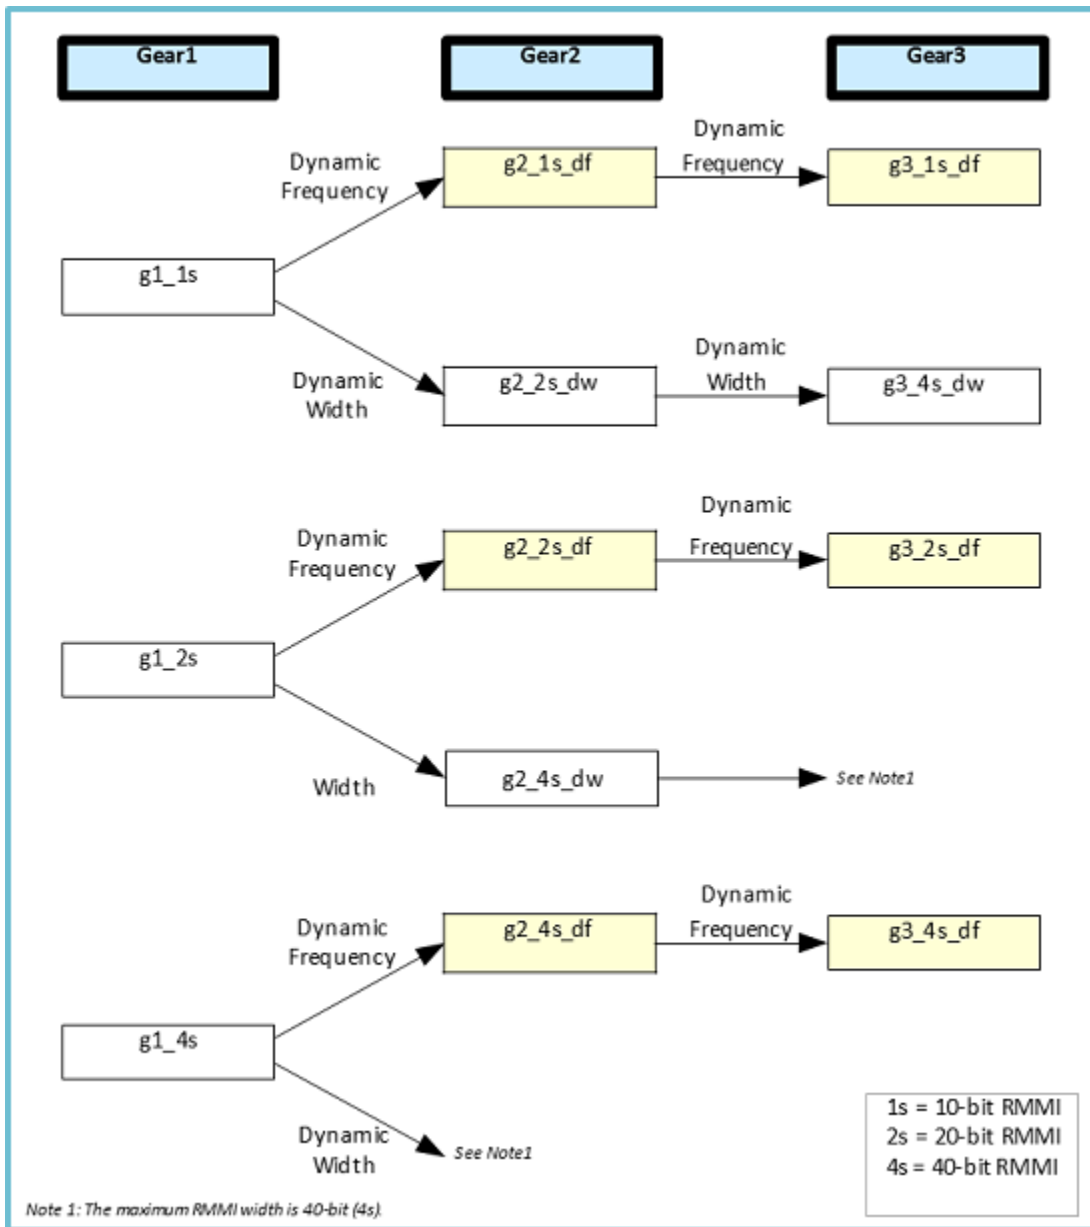 Gear1
Gear2
Gear3
Dynamic
Frequency
g2_1s_df
Dynamic
Frequency
g3_1s_df
g1_1s
Dynamic
Width
g2_2s_dw
Dynamic
Width
g3_4s_dw
Dynamic
Frequency
g2_2s_df
Dynamic
Frequency
g3_2s_df
g1_2s
Width
g2_4s_dw
See Note1
Dynamic
Frequency
g2_4s_df
Dynamic
Frequency
g3_4s_df
g1_4s
Dynamic
Width
See Note1
1s = 10-bit RMMI
2s = 20-bit RMMI
4s = 40-bit RMMI
Note 1: The maximum RMMI width is 40-bit (4s).